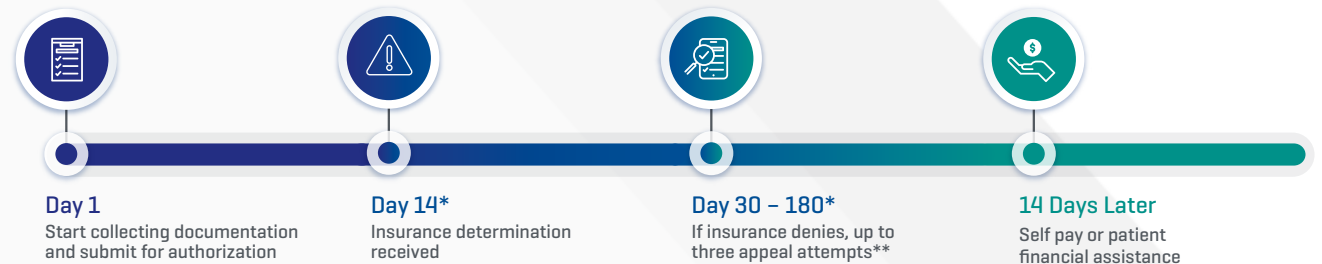 $
Day 1
Start collecting documentation
and submit for authorization
Day 14*
Insurance determination
received
Day 30 – 180*
If insurance denies, up to
three appeal attempts**
14 Days Later
Self pay or patient
financial assistance